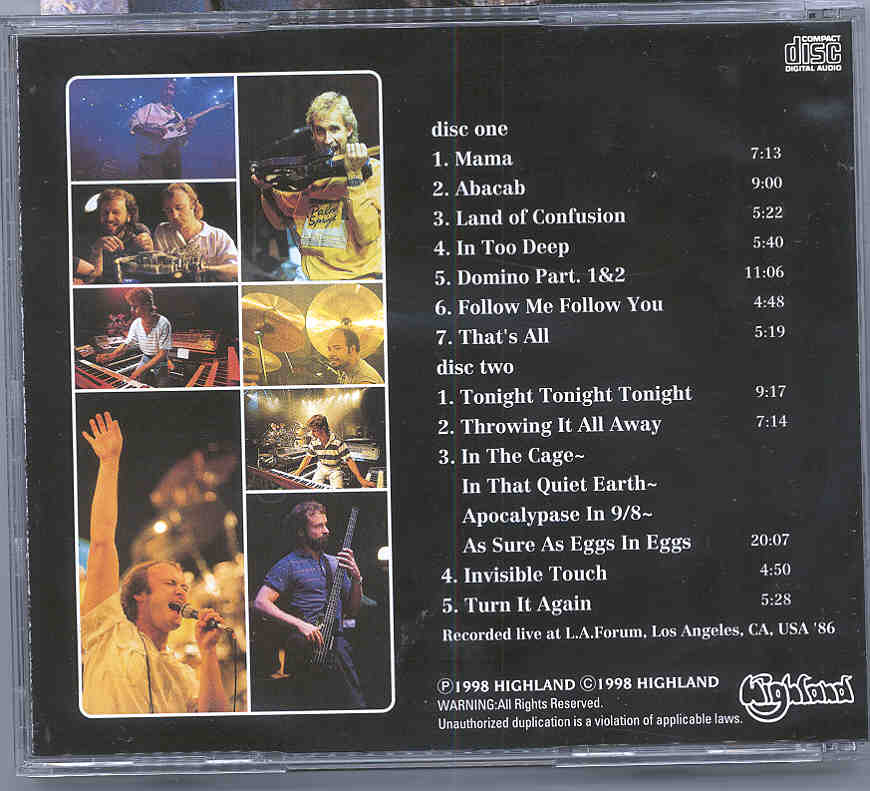 COMPACT
disc
DIGITAL AUDIO
disc one
1. Mama 7:13
2. Abacab 9:00
3. Land of Confusion 5:22
4. In Too Deep 5:40
5. Domino Part. 1&2 11:06
6. Follow Me Follow You 4:48
7. That's All 5:19
disc two
1. Tonight Tonight Tonight 9:17
2. Throwing It All Away 7:14
3. In The Cage~
In That Quiet Earth~
Apocalypase In 9/8~
As Sure As Eggs In Eggs 20:07
4. Invisible Touch 4:50
5. Turn It Again 5:28
Recorded live at L.A.Forum, Los Angeles, CA, USA '86
Ⓟ1998 HIGHLAND ©1998 HIGHLAND
WARNING:All Rights Reserved.
Unauthorized duplication is a violation of applicable laws.
Highland